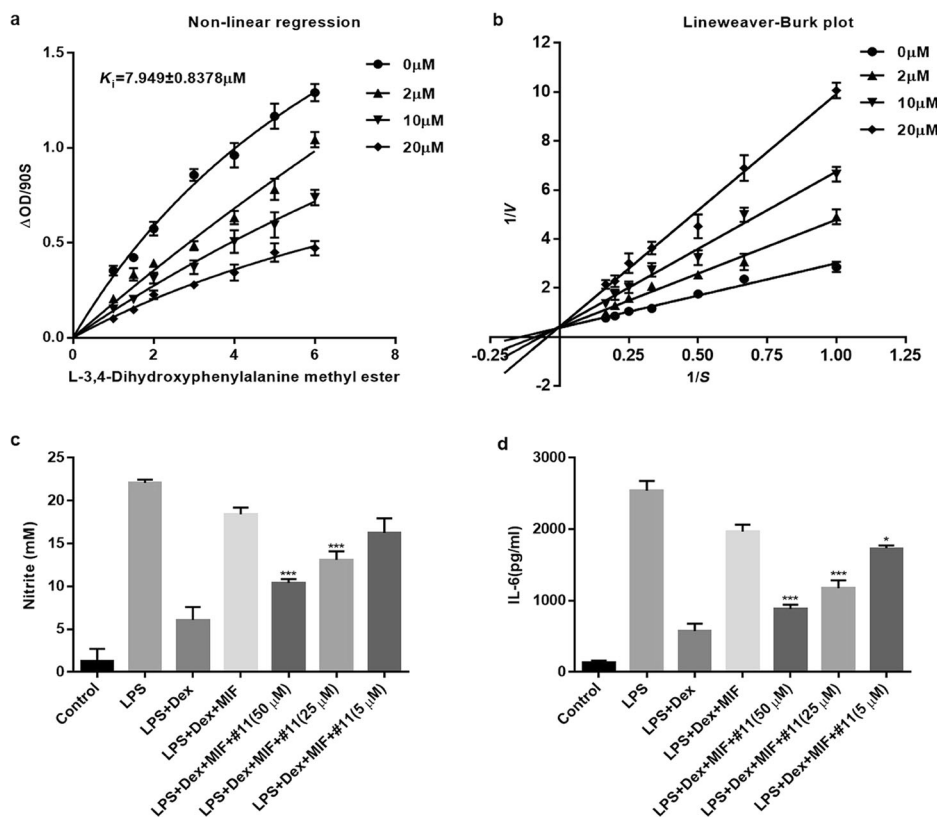 a
Non-linear regression
Kᵢ=7.949±0.8378μM
0μM
2μM
10μM
20μM
1.5
1.0
0.5
0.0
ΔOD/90S
0 2 4 6 8
L-3,4-Dihydroxyphenylalanine methyl ester
b
Lineweaver-Burk plot
0μM
2μM
10μM
20μM
12
10
8
6
4
2
-2
1/V
-0.25 0.25 0.50 0.75 1.00 1.25
1/S
c
25
20
15
10
5
0
Nitrite (mM)
*** ***
Control
LPS
LPS+Dex
LPS+Dex+MIF
LPS+Dex+MIF+#11(50 μM)
LPS+Dex+MIF+#11(25 μM)
LPS+Dex+MIF+#11(5 μM)
d
3000
2000
1000
0
IL-6(pg/ml)
*** *** *
Control
LPS
LPS+Dex
LPS+Dex+MIF
LPS+Dex+MIF+#11(50 μM)
LPS+Dex+MIF+#11(25 μM)
LPS+Dex+MIF+#11(5 μM)